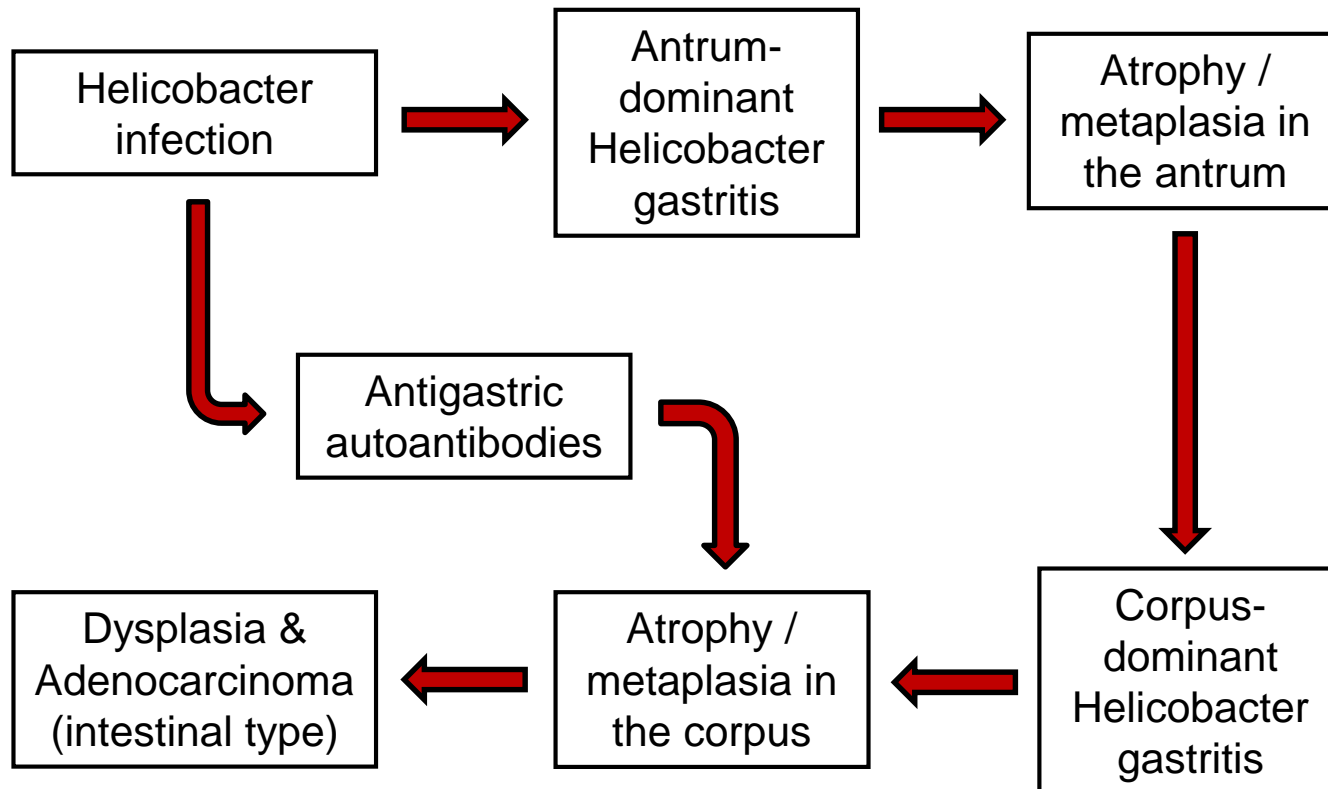 Helicobacter
infection
Antrum-
dominant
Helicobacter
gastritis
Atrophy /
metaplasia in
the antrum
Antigastric
autoantibodies
Dysplasia &
Adenocarcinoma
(intestinal type)
Atrophy /
metaplasia in
the corpus
Corpus-
dominant
Helicobacter
gastritis